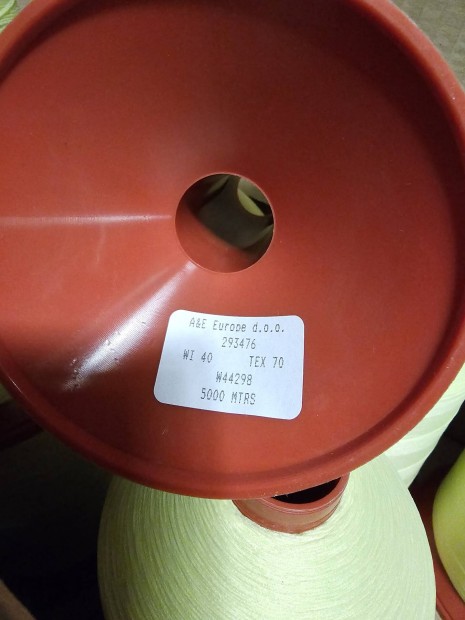 A&E Europe d.o.o.
293476
WI 40 TEX 70
W44298
5000 MTRS